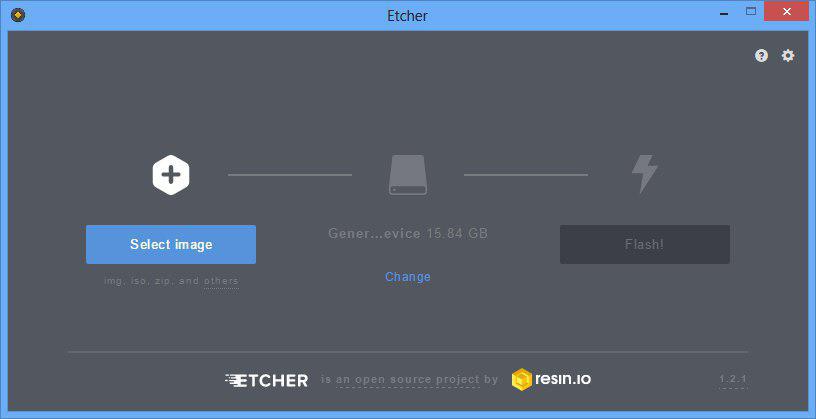 Etcher
Select image
Gener...evice 15.84 GB
Flash!
img, iso, zip, and others
Change
ETCHER is an open source project by resin.io
1.2.1